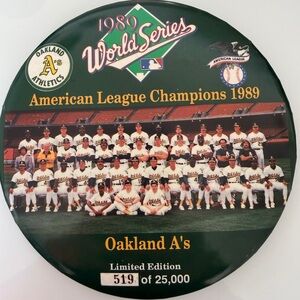 1989
World Series
OAKLAND
A's
ATHLETICS
AMERICAN LEAGUE
American League Champions 1989
Oakland A's
Limited Edition
519 of 25,000